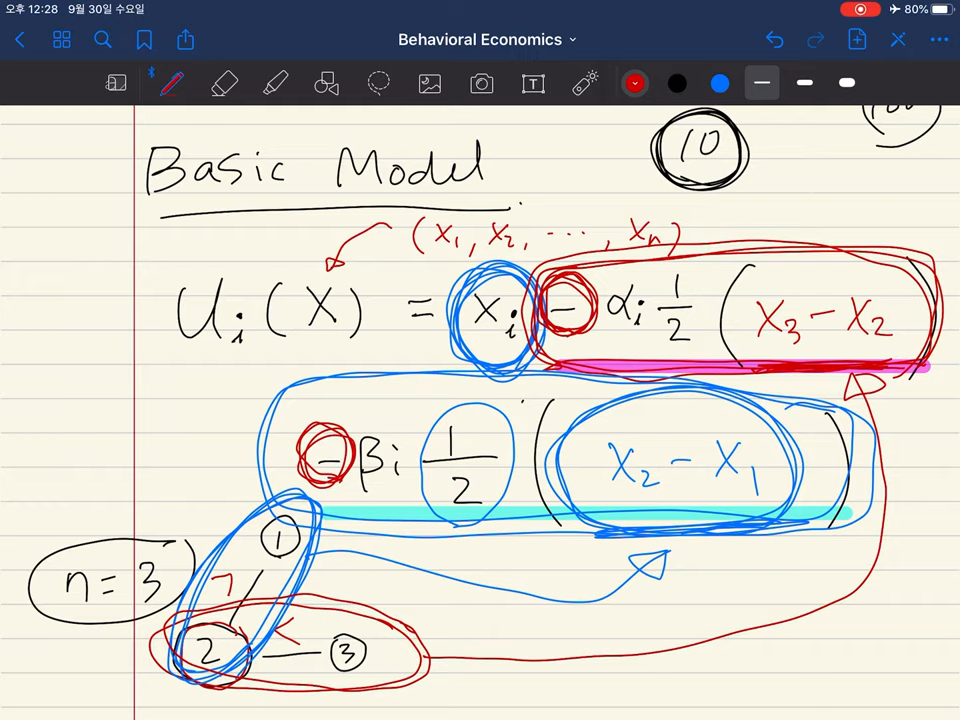 오후 12:28 9월 30일 수요일 80%
Behavioral Economics
T
10
Basic Model
(x₁, x₂, ⋯, xₙ)
Uᵢ(X) = xᵢ − αᵢ 1/2 (x₃ − x₂)
− βᵢ 1/2 (x₂ − x₁)
1
n = 3
2 < 3